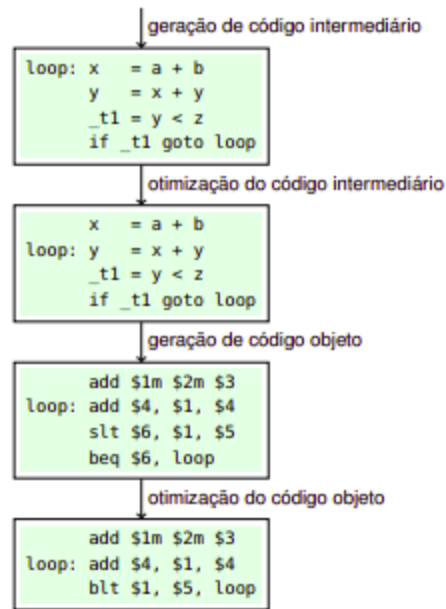 geração de código intermediário
loop: x = a + b
y = x + y
_t1 = y < z
if _t1 goto loop
otimização do código intermediário
x = a + b
loop: y = x + y
_t1 = y < z
if _t1 goto loop
geração de código objeto
add $1m $2m $3
loop: add $4, $1, $4
slt $6, $1, $5
beq $6, loop
otimização do código objeto
add $1m $2m $3
loop: add $4, $1, $4
blt $1, $5, loop